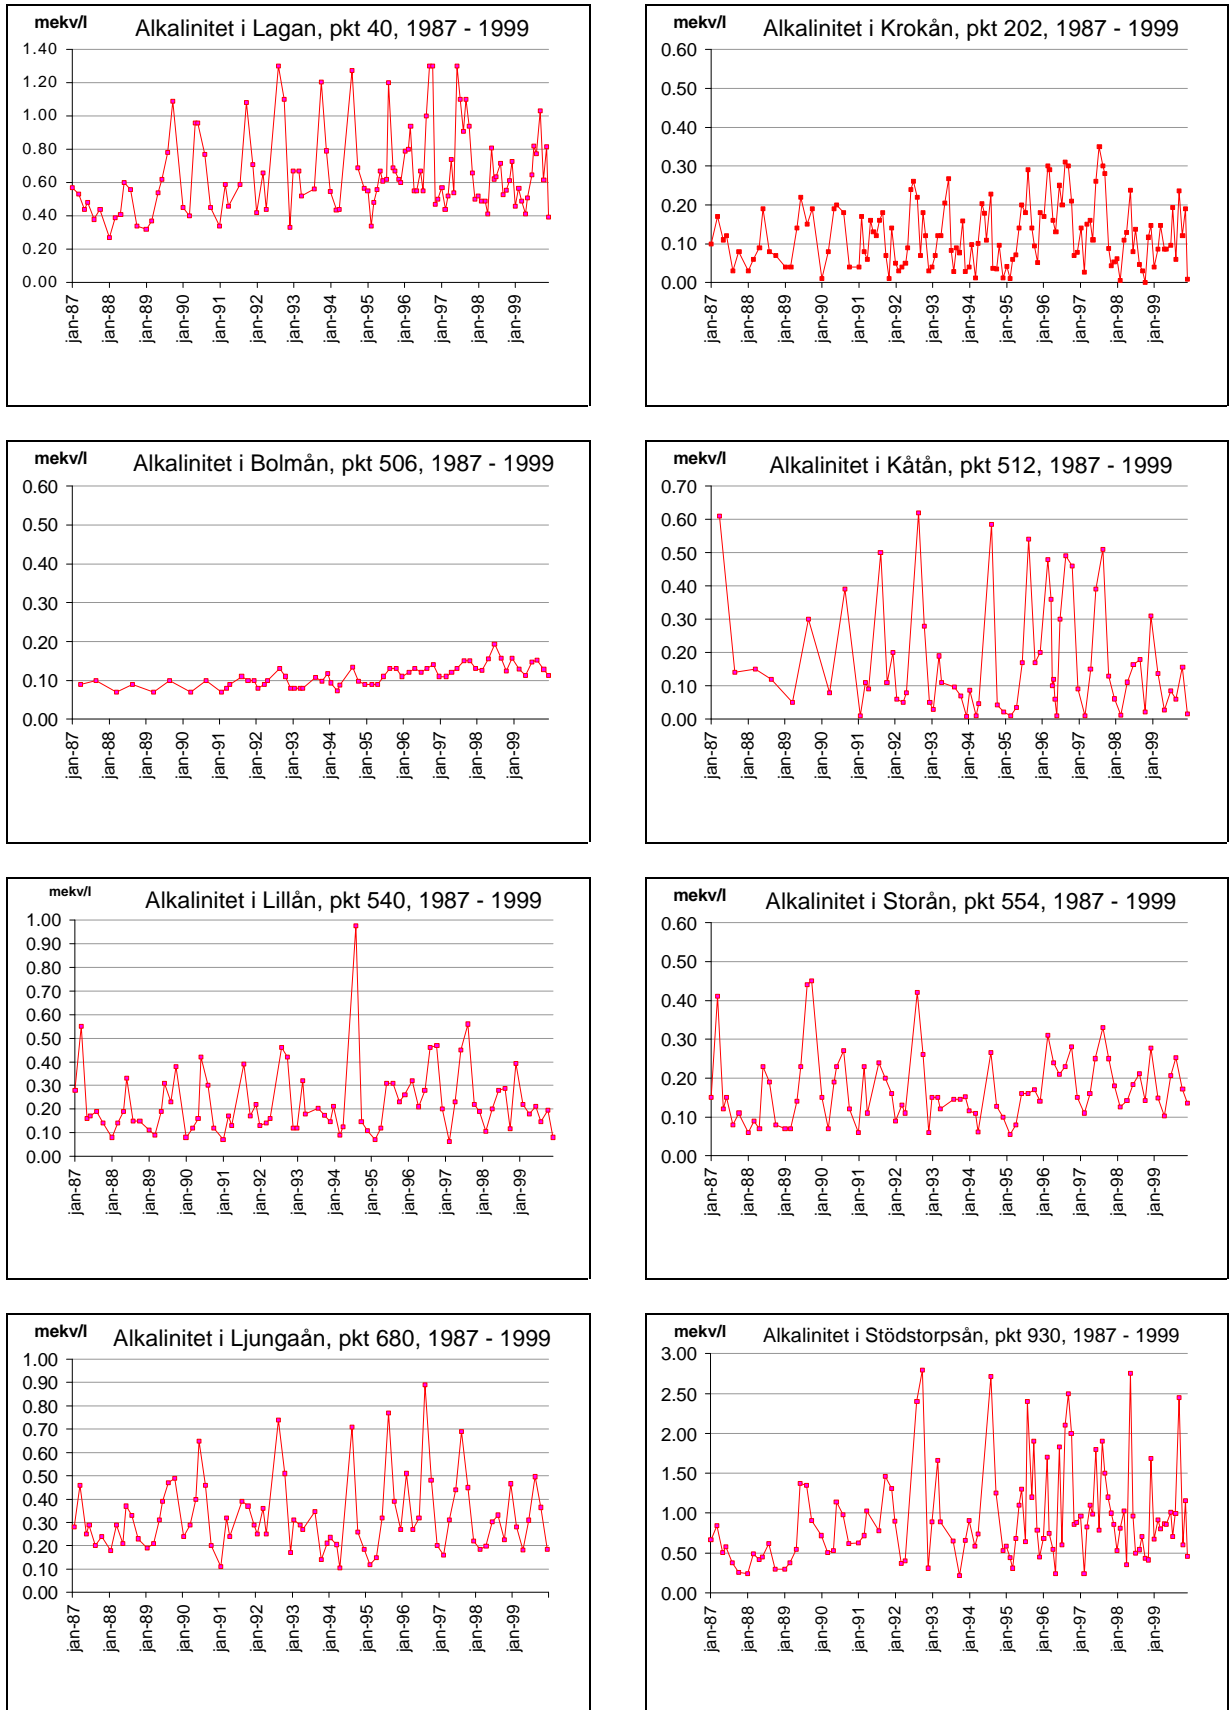 mekv/l
Alkalinitet i Lagan, pkt 40, 1987 - 1999
1.40
1.20
1.00
0.80
0.60
0.40
0.20
0.00
jan-87
jan-88
jan-89
jan-90
jan-91
jan-92
jan-93
jan-94
jan-95
jan-96
jan-97
jan-98
jan-99
mekv/l
Alkalinitet i Krokån, pkt 202, 1987 - 1999
0.60
0.50
0.40
0.30
0.20
0.10
0.00
jan-87
jan-88
jan-89
jan-90
jan-91
jan-92
jan-93
jan-94
jan-95
jan-96
jan-97
jan-98
jan-99
mekv/l
Alkalinitet i Bolmån, pkt 506, 1987 - 1999
0.60
0.50
0.40
0.30
0.20
0.10
0.00
jan-87
jan-88
jan-89
jan-90
jan-91
jan-92
jan-93
jan-94
jan-95
jan-96
jan-97
jan-98
jan-99
mekv/l
Alkalinitet i Kåtån, pkt 512, 1987 - 1999
0.70
0.60
0.50
0.40
0.30
0.20
0.10
0.00
jan-87
jan-88
jan-89
jan-90
jan-91
jan-92
jan-93
jan-94
jan-95
jan-96
jan-97
jan-98
jan-99
mekv/l
Alkalinitet i Lillån, pkt 540, 1987 - 1999
1.00
0.90
0.80
0.70
0.60
0.50
0.40
0.30
0.20
0.10
0.00
jan-87
jan-88
jan-89
jan-90
jan-91
jan-92
jan-93
jan-94
jan-95
jan-96
jan-97
jan-98
jan-99
mekv/l
Alkalinitet i Storån, pkt 554, 1987 - 1999
0.60
0.50
0.40
0.30
0.20
0.10
0.00
jan-87
jan-88
jan-89
jan-90
jan-91
jan-92
jan-93
jan-94
jan-95
jan-96
jan-97
jan-98
jan-99
mekv/l
Alkalinitet i Ljungaån, pkt 680, 1987 - 1999
1.00
0.90
0.80
0.70
0.60
0.50
0.40
0.30
0.20
0.10
0.00
jan-87
jan-88
jan-89
jan-90
jan-91
jan-92
jan-93
jan-94
jan-95
jan-96
jan-97
jan-98
jan-99
mekv/l
Alkalinitet i Stödstorpsån, pkt 930, 1987 - 1999
3.00
2.50
2.00
1.50
1.00
0.50
0.00
jan-87
jan-88
jan-89
jan-90
jan-91
jan-92
jan-93
jan-94
jan-95
jan-96
jan-97
jan-98
jan-99